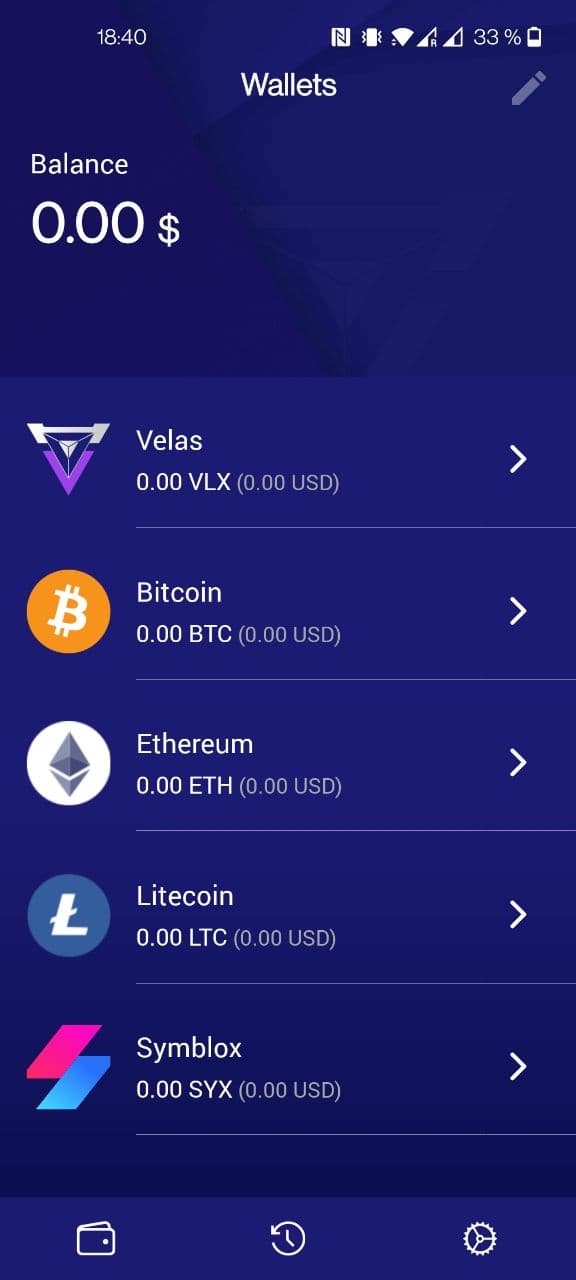 18:40 33 %
Wallets
Balance
0.00 $
Velas
0.00 VLX (0.00 USD)
Bitcoin
0.00 BTC (0.00 USD)
Ethereum
0.00 ETH (0.00 USD)
Litecoin
0.00 LTC (0.00 USD)
Symblox
0.00 SYX (0.00 USD)